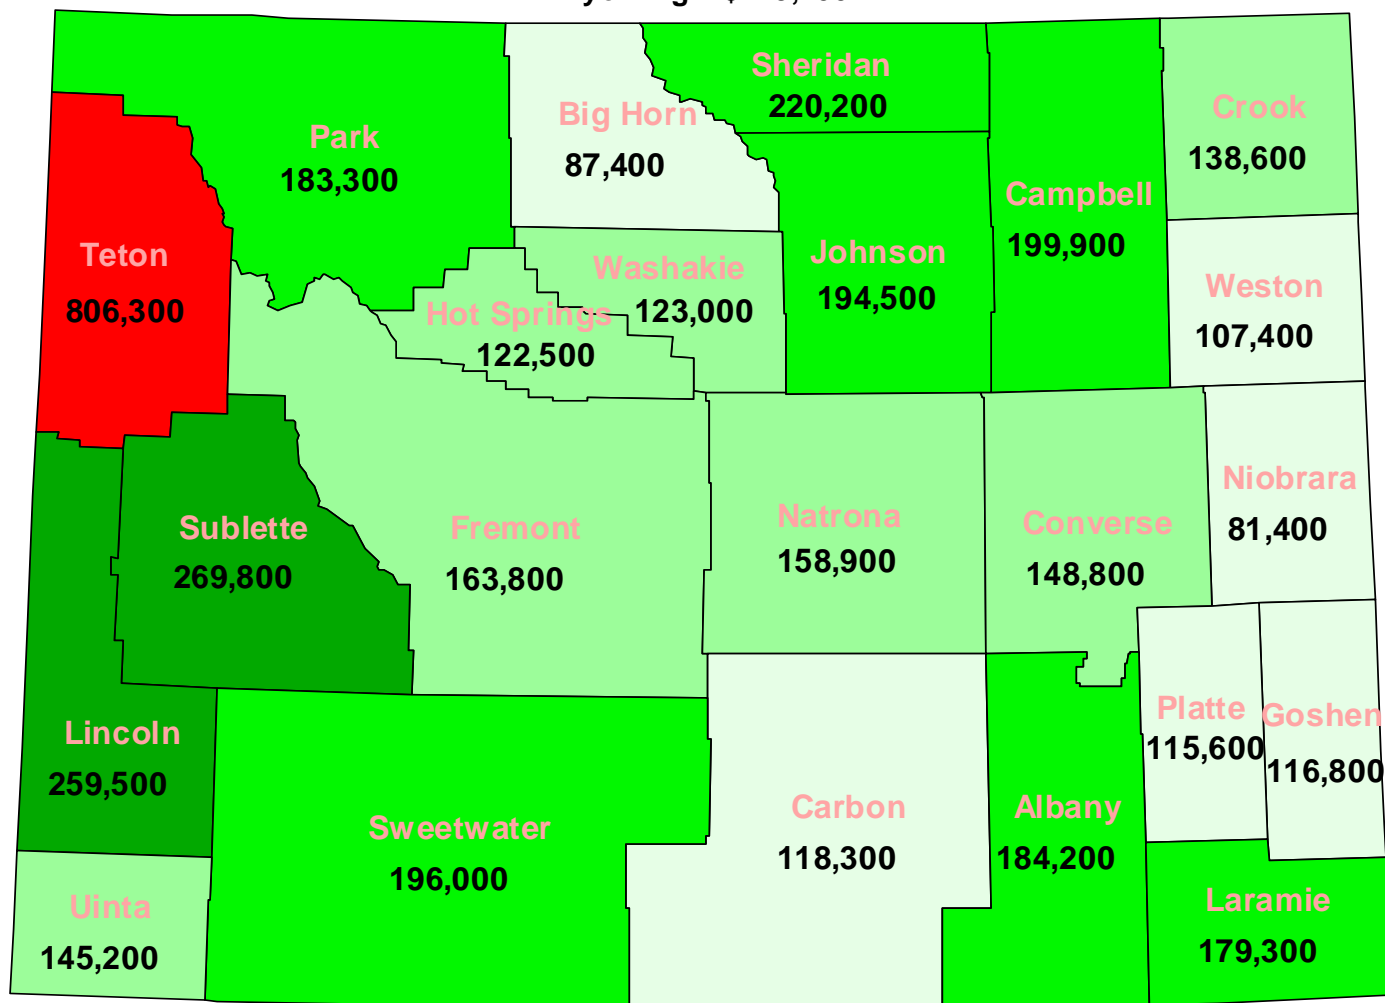 Sheridan
220,200
Big Horn
87,400
Crook
138,600
Park
183,300
Campbell
199,900
Teton
806,300
Johnson
194,500
Washakie
123,000
Weston
107,400
Hot Springs
122,500
Niobrara
81,400
Sublette
269,800
Fremont
163,800
Natrona
158,900
Converse
148,800
Lincoln
259,500
Platte
115,600
Goshen
116,800
Sweetwater
196,000
Carbon
118,300
Albany
184,200
Uinta
145,200
Laramie
179,300